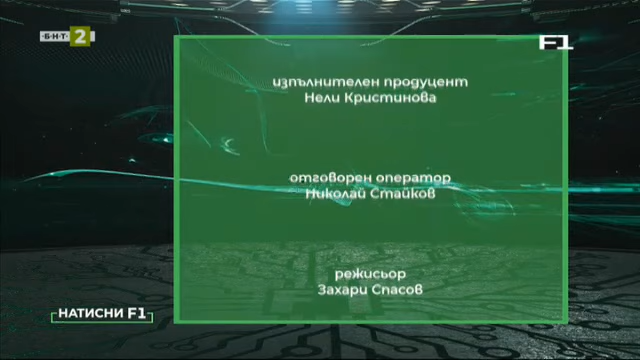 БНТ 2
F1
изпълнителен продуцент
Нели Кристинова
отговорен оператор
Николай Стайков
режисьор
Захари Спасов
НАТИСНИ F1